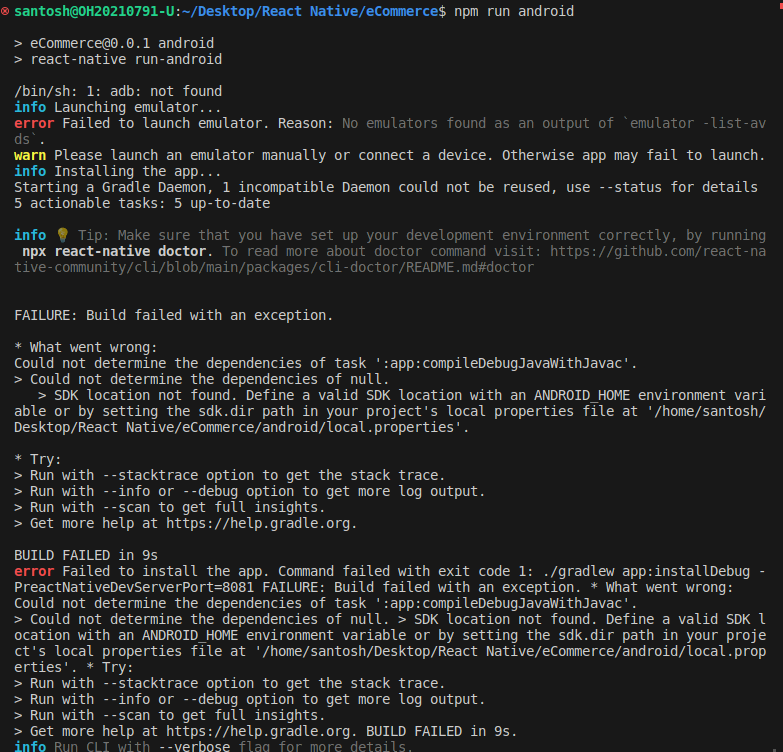 santosh@OH20210791-U:~/Desktop/React Native/eCommerce$ npm run android
> eCommerce@0.0.1 android
> react-native run-android
/bin/sh: 1: adb: not found
info Launching emulator...
error Failed to launch emulator. Reason: No emulators found as an output of `emulator -list-av
ds`.
warn Please launch an emulator manually or connect a device. Otherwise app may fail to launch.
info Installing the app...
Starting a Gradle Daemon, 1 incompatible Daemon could not be reused, use --status for details
5 actionable tasks: 5 up-to-date
info 💡 Tip: Make sure that you have set up your development environment correctly, by running
npx react-native doctor. To read more about doctor command visit: https://github.com/react-na
tive-community/cli/blob/main/packages/cli-doctor/README.md#doctor
FAILURE: Build failed with an exception.
* What went wrong:
Could not determine the dependencies of task ':app:compileDebugJavaWithJavac'.
> Could not determine the dependencies of null.
> SDK location not found. Define a valid SDK location with an ANDROID_HOME environment vari
able or by setting the sdk.dir path in your project's local properties file at '/home/santosh/
Desktop/React Native/eCommerce/android/local.properties'.
* Try:
> Run with --stacktrace option to get the stack trace.
> Run with --info or --debug option to get more log output.
> Run with --scan to get full insights.
> Get more help at https://help.gradle.org.
BUILD FAILED in 9s
error Failed to install the app. Command failed with exit code 1: ./gradlew app:installDebug -
PreactNativeDevServerPort=8081 FAILURE: Build failed with an exception. * What went wrong:
Could not determine the dependencies of task ':app:compileDebugJavaWithJavac'.
> Could not determine the dependencies of null. > SDK location not found. Define a valid SDK l
ocation with an ANDROID_HOME environment variable or by setting the sdk.dir path in your proje
ct's local properties file at '/home/santosh/Desktop/React Native/eCommerce/android/local.prop
erties'. * Try:
> Run with --stacktrace option to get the stack trace.
> Run with --info or --debug option to get more log output.
> Run with --scan to get full insights.
> Get more help at https://help.gradle.org. BUILD FAILED in 9s.
info Run CLI with --verbose flag for more details.